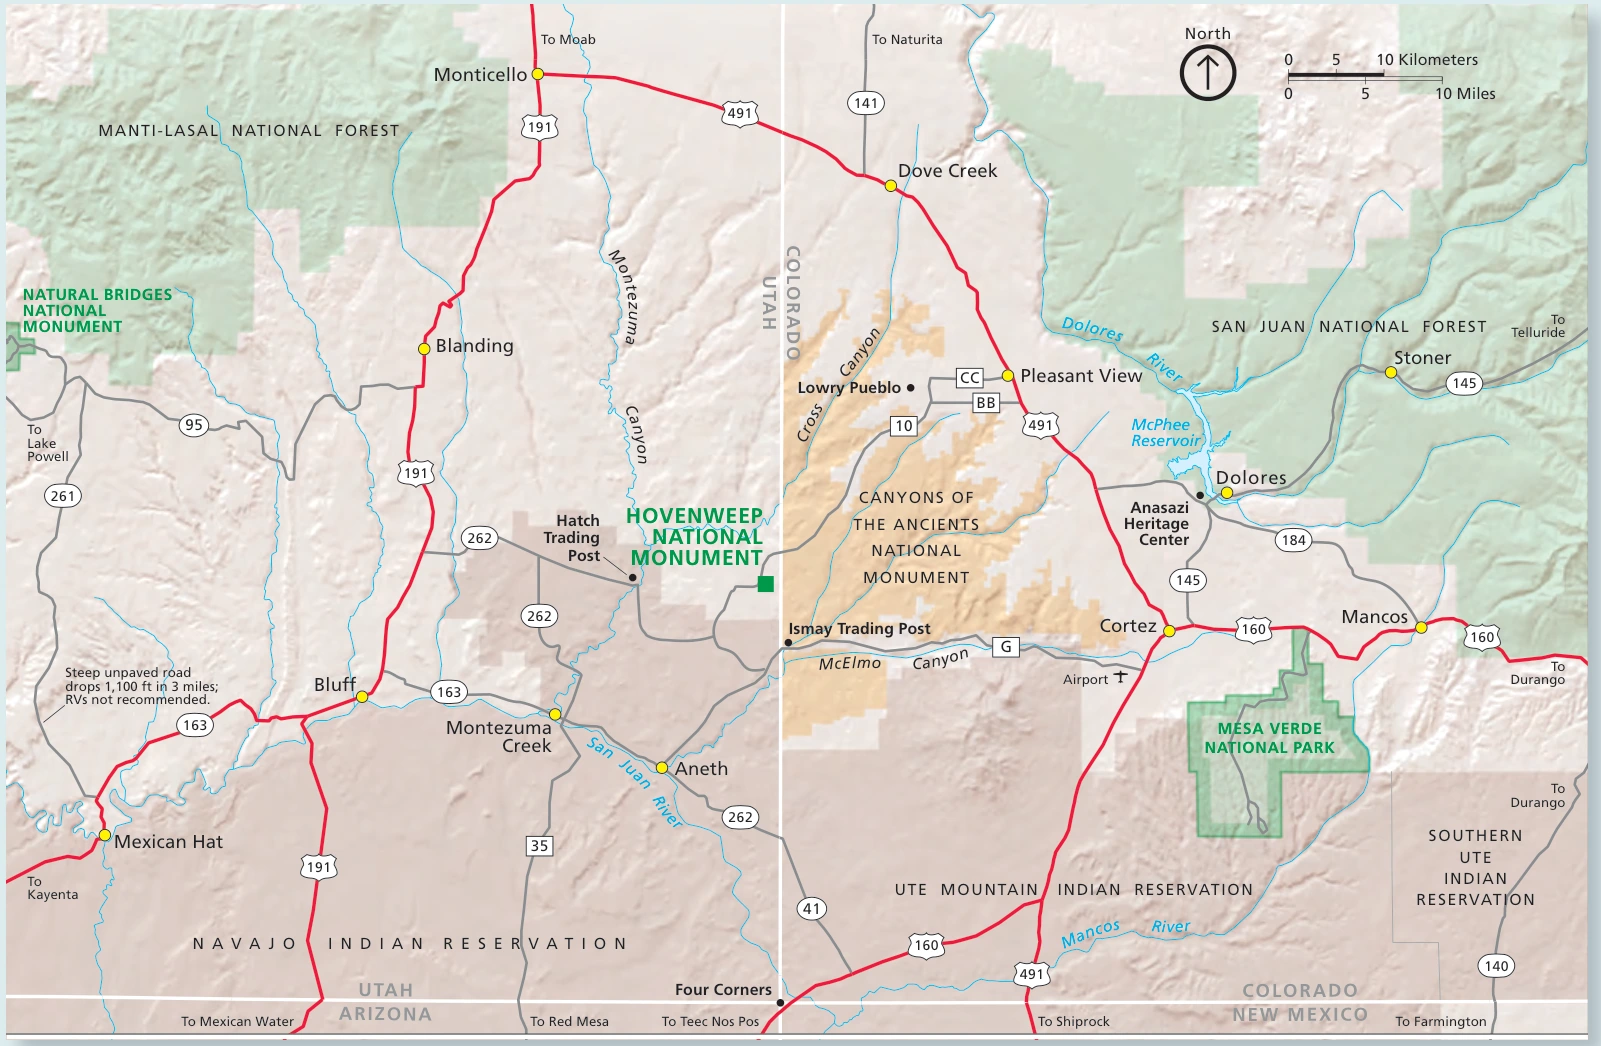 To Moab
To Naturita
North
0 5 10 Kilometers
0 5 10 Miles
Monticello
491
141
191
MANTI-LASAL NATIONAL FOREST
Dove Creek
Montezuma
COLORADO
UTAH
NATURAL BRIDGES
NATIONAL
MONUMENT
Dolores
River
SAN JUAN NATIONAL FOREST
To
Telluride
Blanding
Stoner
Lowry Pueblo
CC
Pleasant View
145
BB
Cross
Canyon
Canyon
95
10
491
McPhee
Reservoir
To
Lake
Powell
191
261
Dolores
CANYONS OF
THE ANCIENTS
NATIONAL
MONUMENT
Anasazi
Heritage
Center
Hatch
Trading
Post
HOVENWEEP
NATIONAL
MONUMENT
262
184
145
262
Ismay Trading Post
Cortez
160
Mancos
160
McElmo
Canyon
G
Airport
To
Durango
Steep unpaved road
drops 1,100 ft in 3 miles;
RVs not recommended.
Bluff
163
163
Montezuma
Creek
MESA VERDE
NATIONAL PARK
San Juan River
Aneth
To
Durango
262
Mexican Hat
35
SOUTHERN
UTE
INDIAN
RESERVATION
191
To
Kayenta
UTE MOUNTAIN INDIAN RESERVATION
41
Mancos River
NAVAJO INDIAN RESERVATION
160
491
140
UTAH
ARIZONA
Four Corners
COLORADO
NEW MEXICO
To Mexican Water
To Red Mesa
To Teec Nos Pos
To Shiprock
To Farmington